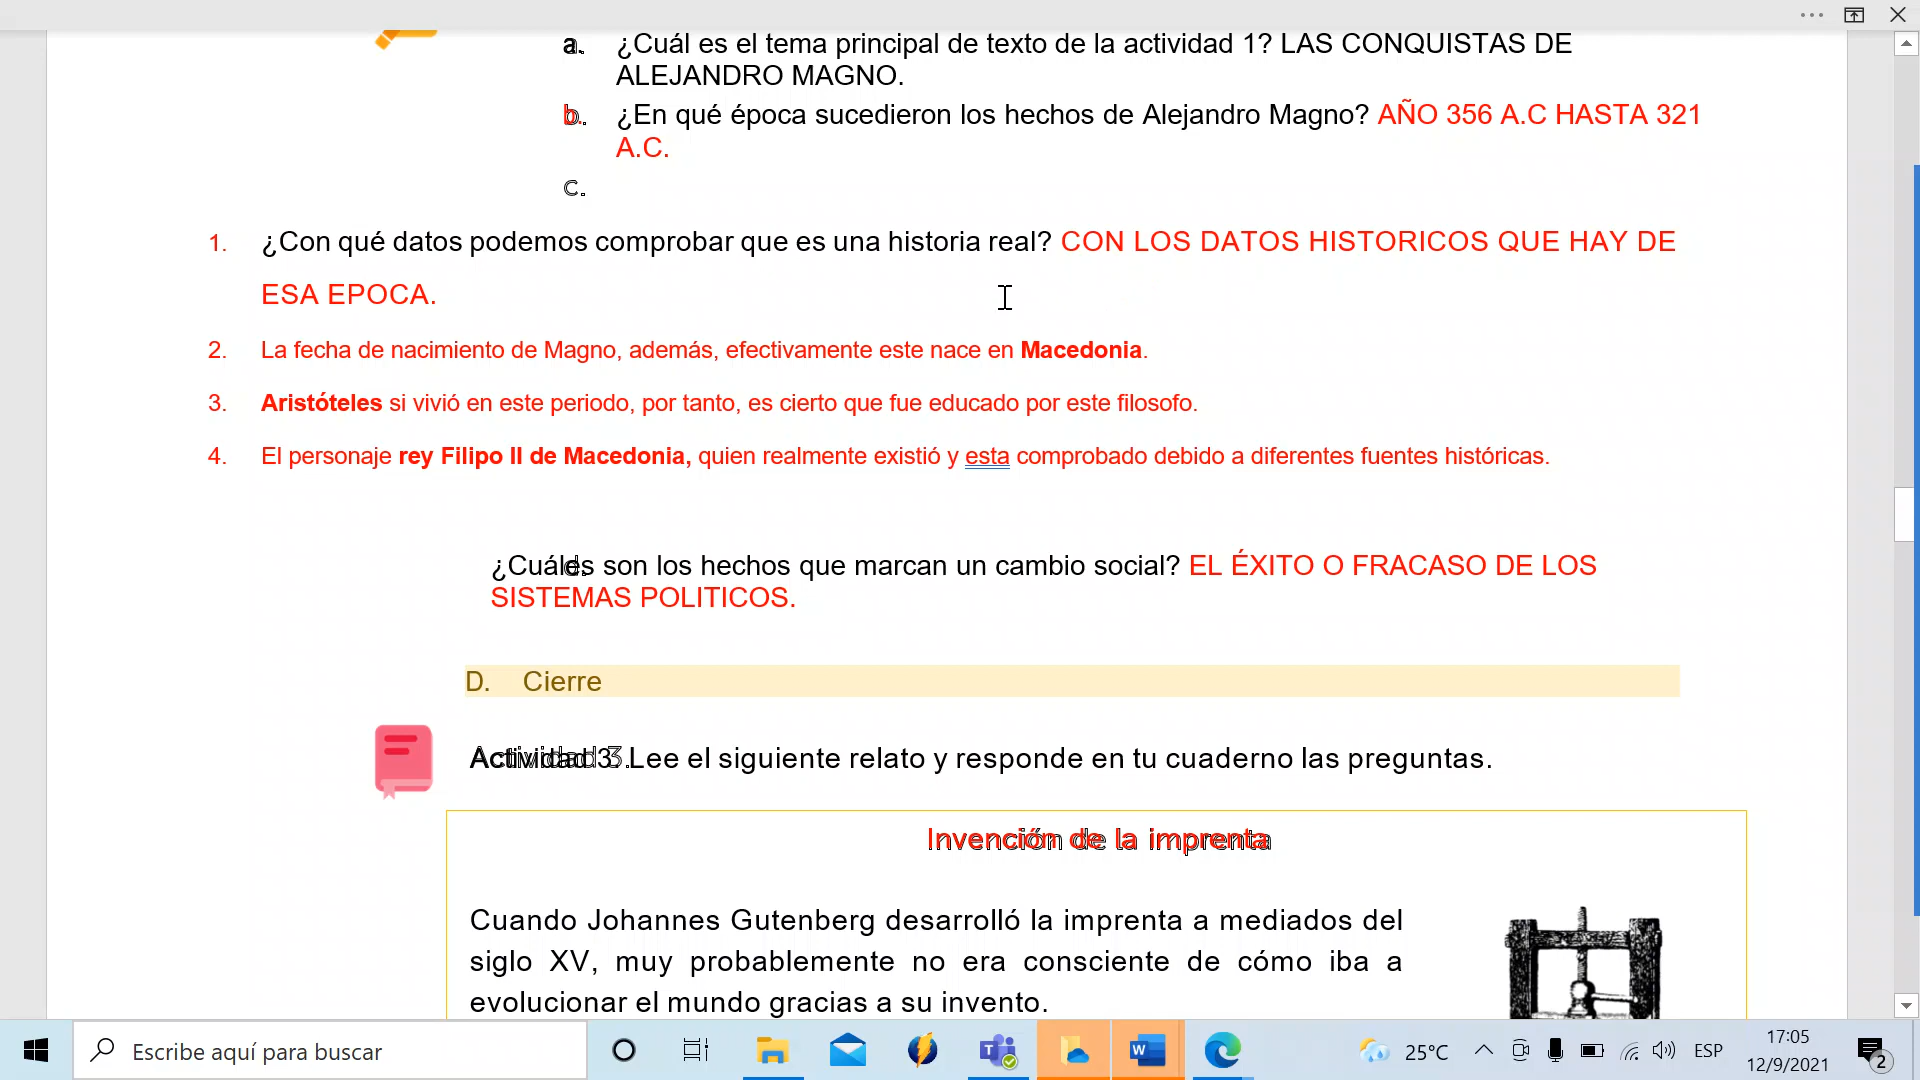 a. ¿Cuál es el tema principal de texto de la actividad 1? LAS CONQUISTAS DE
ALEJANDRO MAGNO.
b. ¿En qué época sucedieron los hechos de Alejandro Magno? AÑO 356 A.C HASTA 321
A.C.
c.
1. ¿Con qué datos podemos comprobar que es una historia real? CON LOS DATOS HISTORICOS QUE HAY DE
ESA EPOCA.
2. La fecha de nacimiento de Magno, además, efectivamente este nace en Macedonia.
3. Aristóteles si vivió en este periodo, por tanto, es cierto que fue educado por este filosofo.
4. El personaje rey Filipo II de Macedonia, quien realmente existió y esta comprobado debido a diferentes fuentes históricas.
d. ¿Cuáles son los hechos que marcan un cambio social? EL ÉXITO O FRACASO DE LOS
SISTEMAS POLITICOS.
D. Cierre
Actividad 3. Lee el siguiente relato y responde en tu cuaderno las preguntas.
Invención de la imprenta
Cuando Johannes Gutenberg desarrolló la imprenta a mediados del
siglo XV, muy probablemente no era consciente de cómo iba a
evolucionar el mundo gracias a su invento.
Escribe aquí para buscar
25°C
ESP
17:05
12/9/2021
2